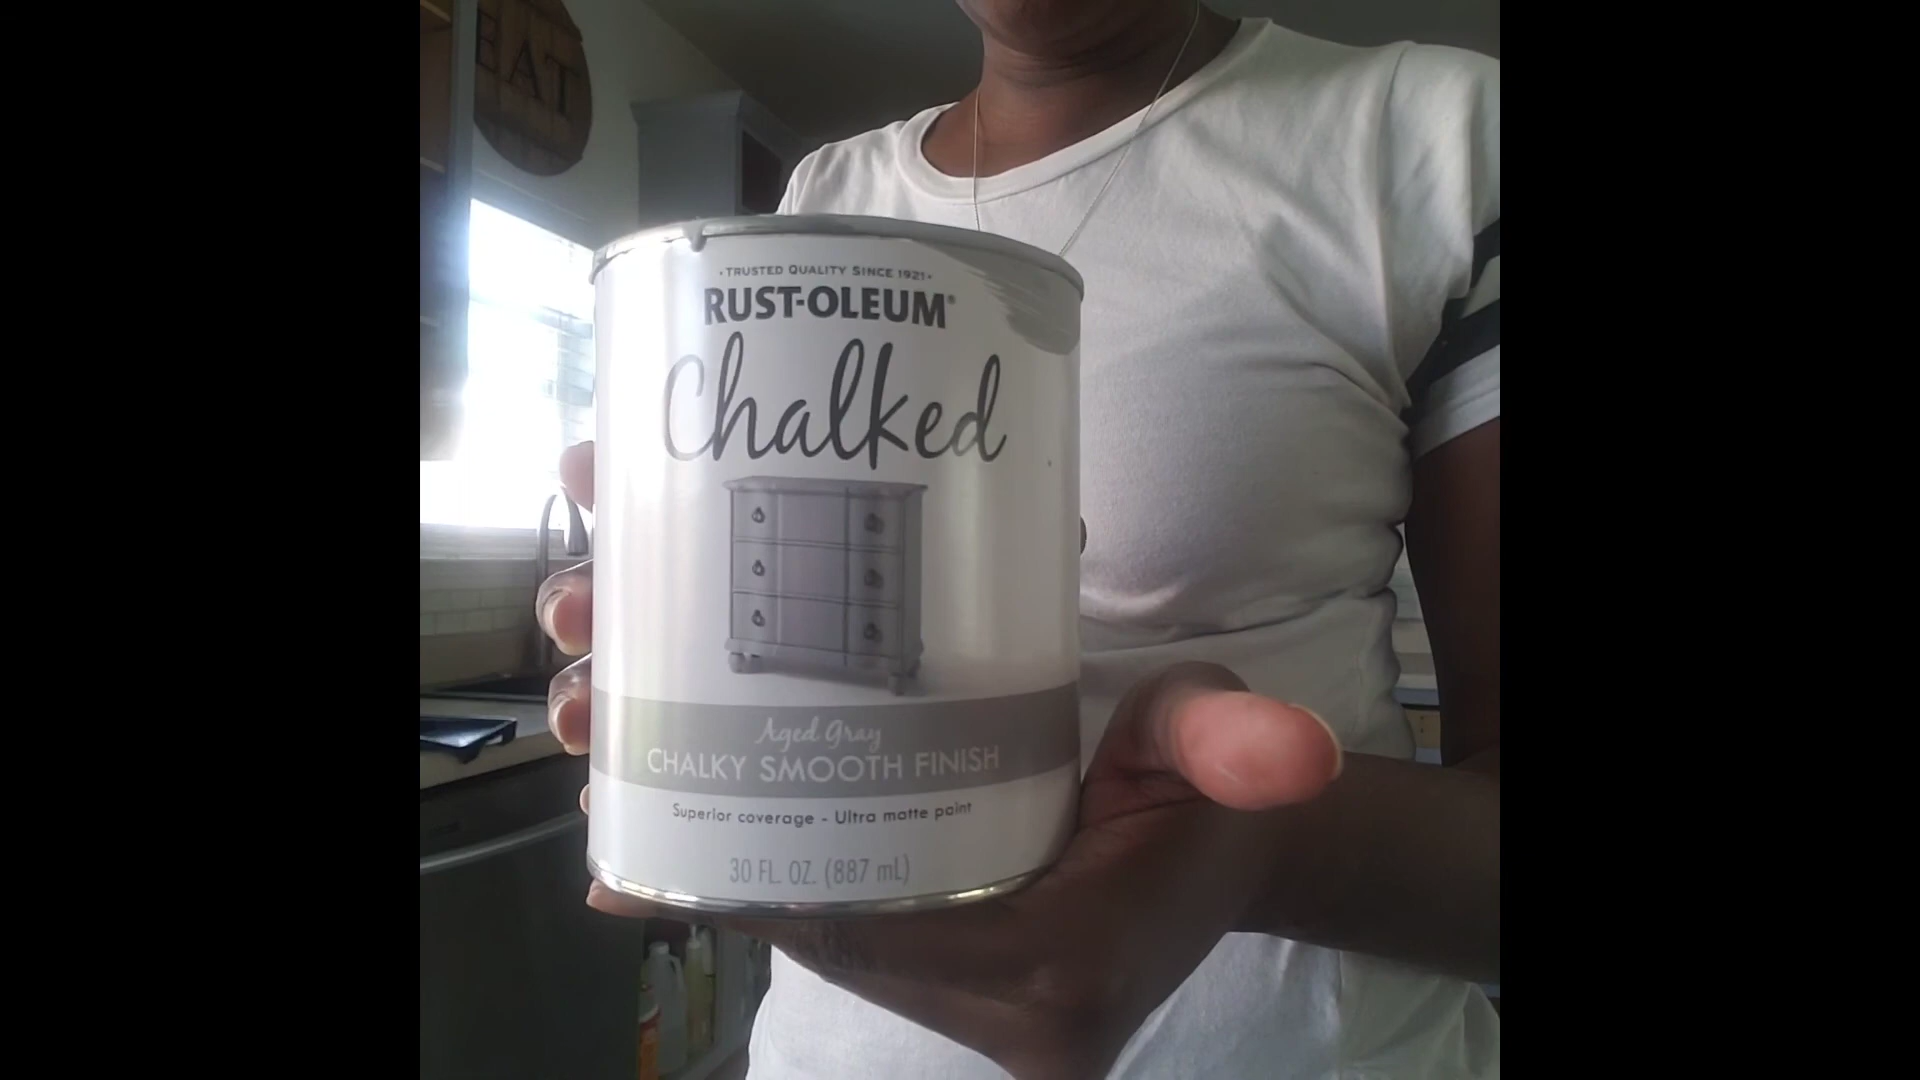 EAT
• TRUSTED QUALITY SINCE 1921 •
RUST-OLEUM®
Chalked
Aged Gray
CHALKY SMOOTH FINISH
Superior coverage - Ultra matte paint
30 FL. OZ. (887 mL)